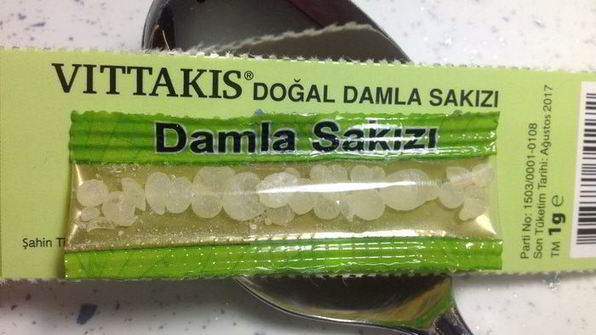 VITTAKIS® DOĞAL DAMLA SAKIZI
Damla Sakızı
Şahin
Parti No: 1503/0001-0108
Son Tüketim Tarihi: Ağustos 2017
TM 1g ℮